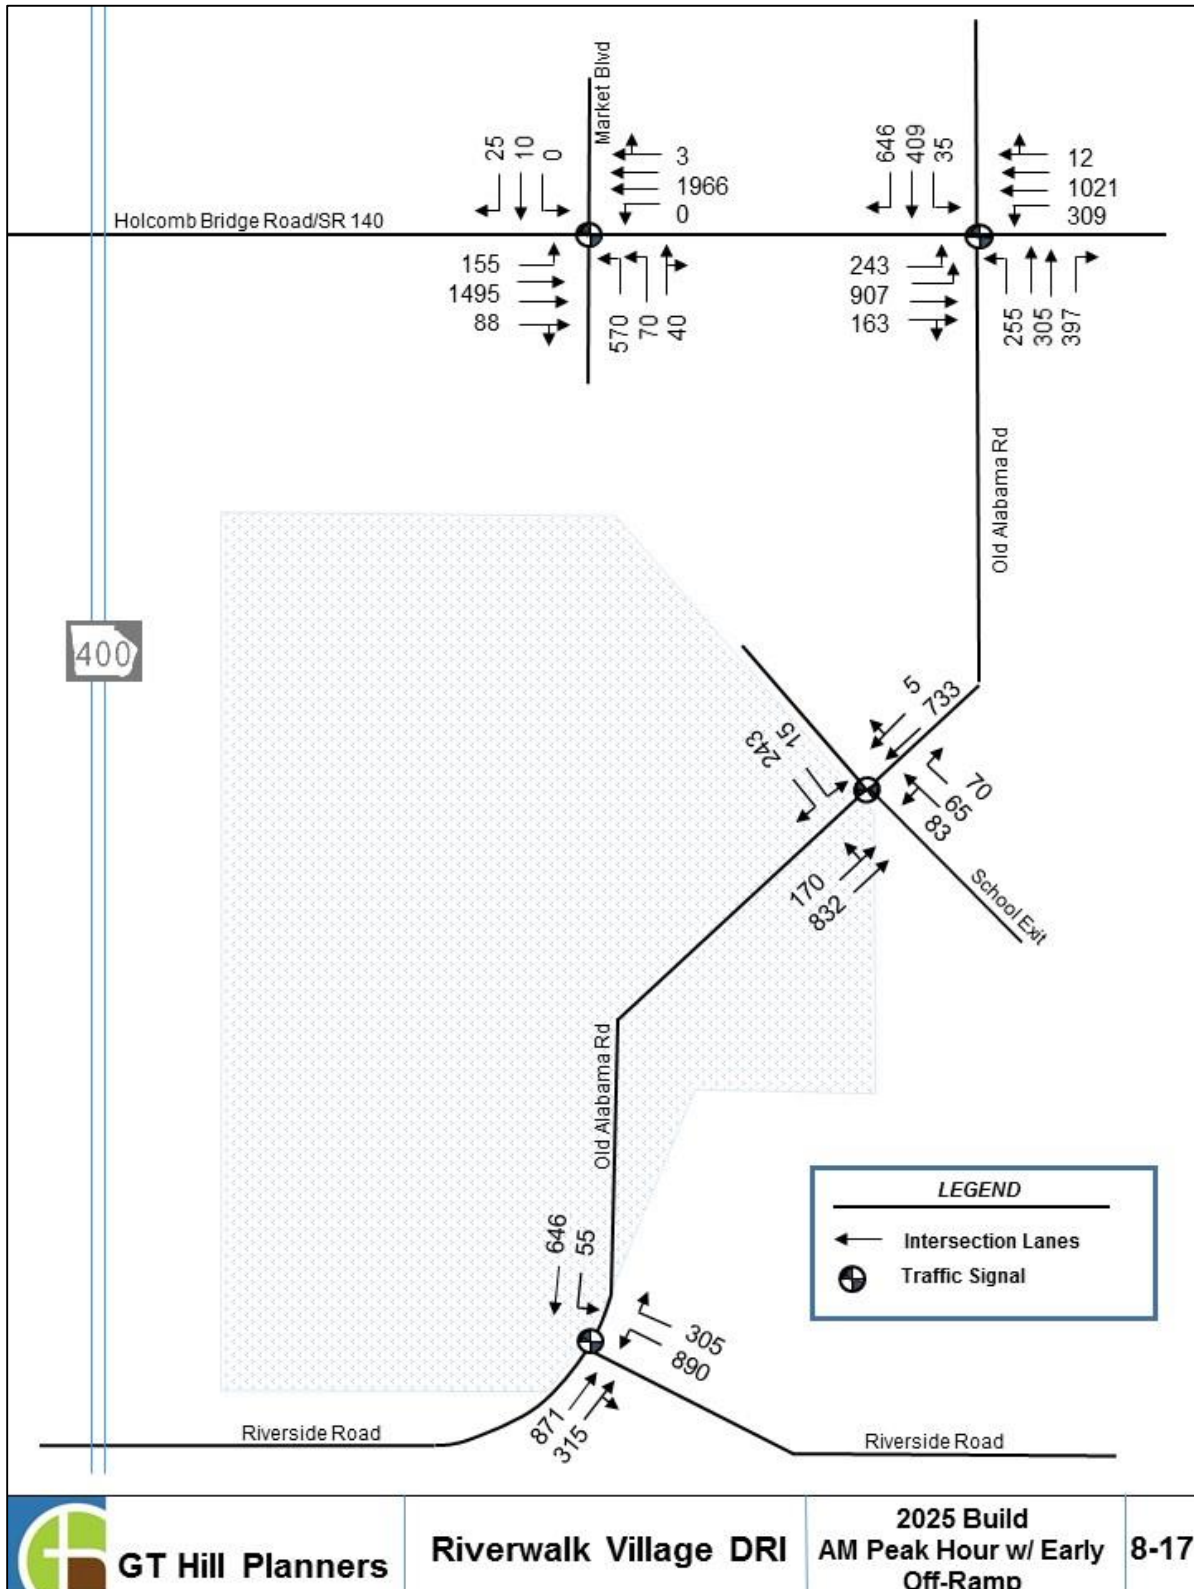 Market Blvd
25
10
0
3
1966
0
646
409
35
12
1021
309
Holcomb Bridge Road/SR 140
155
1495
88
570
70
40
243
907
163
255
305
397
Old Alabama Rd
400
5
733
15
243
70
65
83
170
832
School Exit
Old Alabama Rd
LEGEND
Intersection Lanes
Traffic Signal
646
55
305
890
871
315
Riverside Road
Riverside Road
GT Hill Planners
Riverwalk Village DRI
2025 Build
AM Peak Hour w/ Early
Off-Ramp
8-17